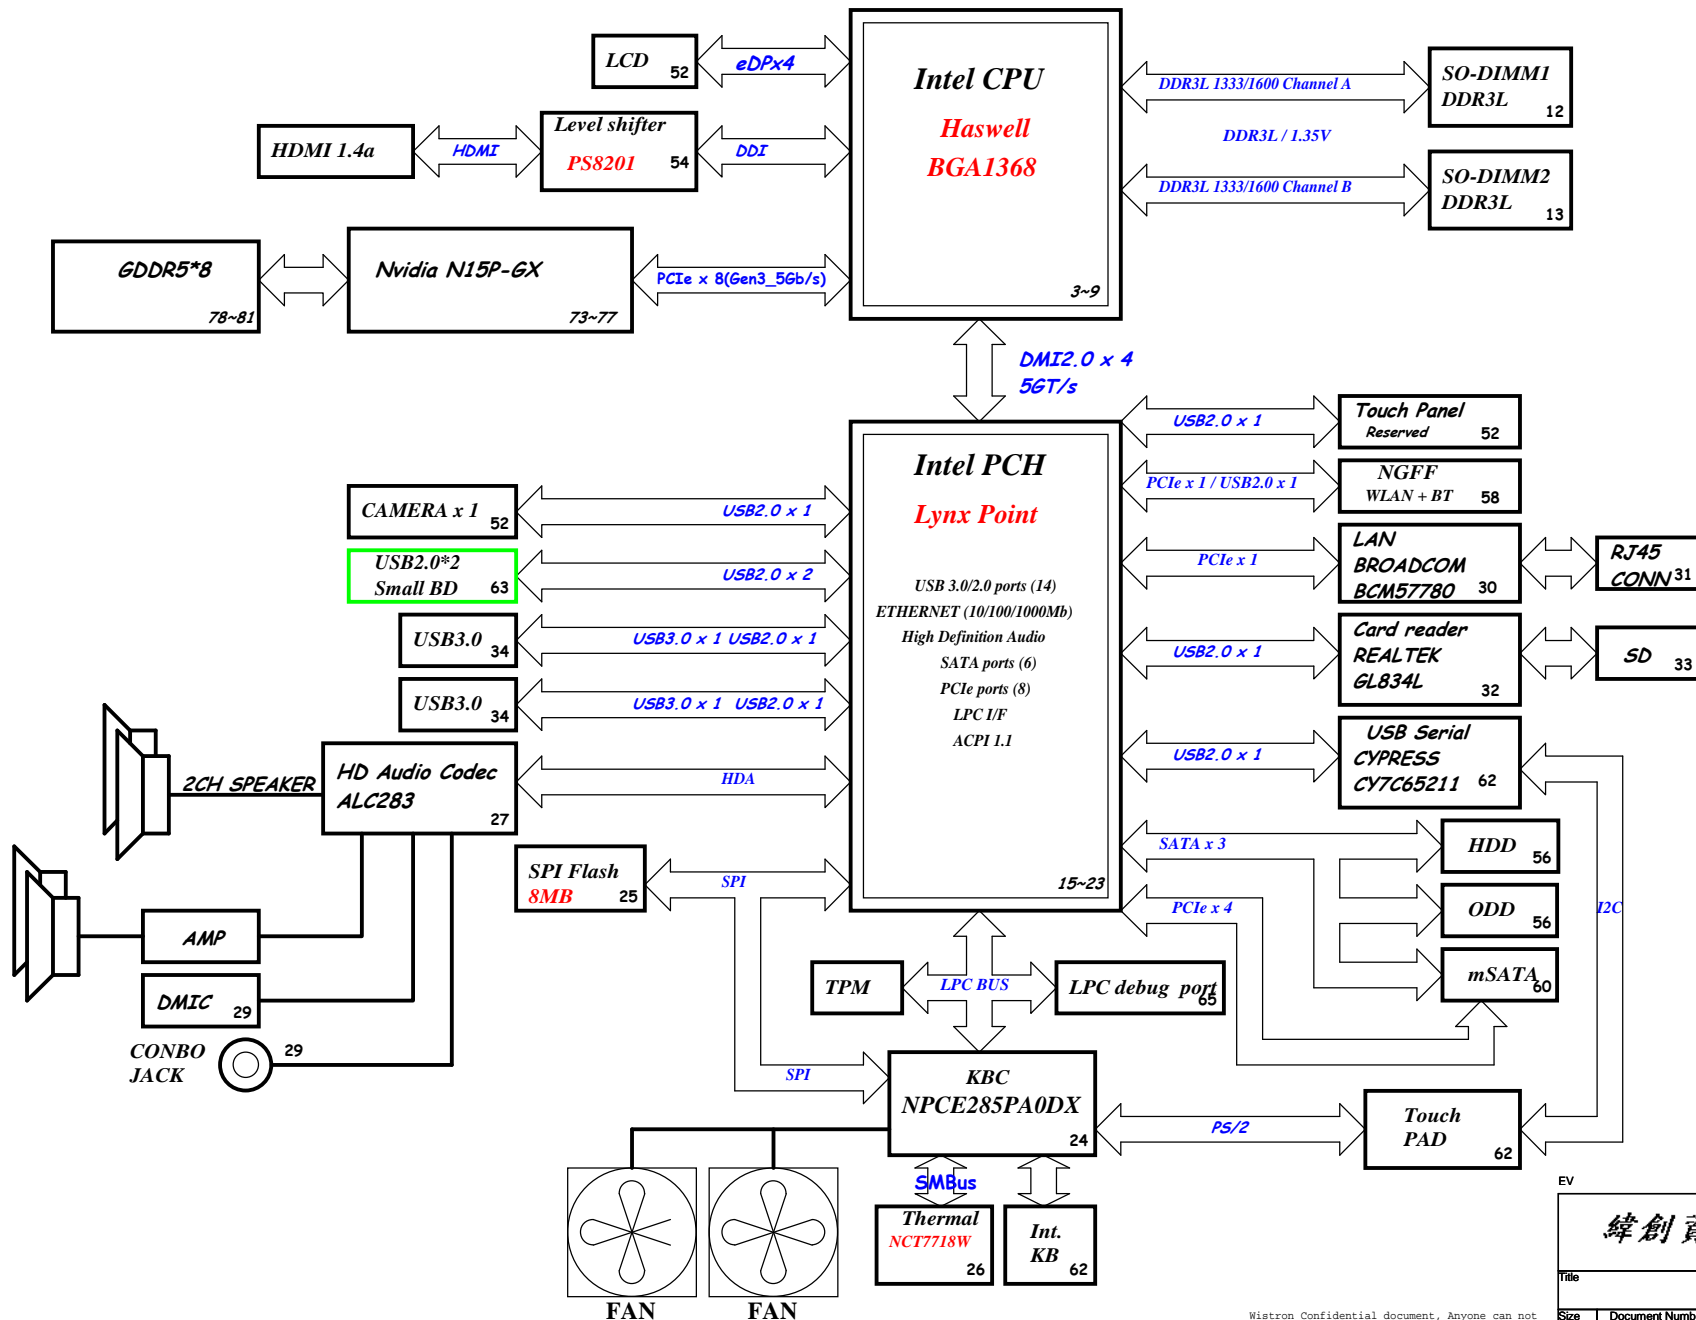 LCD
52
eDPx4
Intel CPU
Haswell
BGA1368
3~9
DDR3L 1333/1600 Channel A
SO-DIMM1
DDR3L
12
HDMI 1.4a
HDMI
Level shifter
PS8201
54
DDI
DDR3L / 1.35V
DDR3L 1333/1600 Channel B
SO-DIMM2
DDR3L
13
GDDR5*8
78~81
Nvidia N15P-GX
73~77
PCIe x 8(Gen3_5Gb/s)
DMI2.0 x 4
5GT/s
Intel PCH
Lynx Point
USB 3.0/2.0 ports (14)
ETHERNET (10/100/1000Mb)
High Definition Audio
SATA ports (6)
PCIe ports (8)
LPC I/F
ACPI 1.1
15~23
USB2.0 x 1
Touch Panel
Reserved
52
PCIe x 1 / USB2.0 x 1
NGFF
WLAN + BT
58
CAMERA x 1
52
USB2.0 x 1
USB2.0*2
Small BD
63
USB2.0 x 2
PCIe x 1
LAN
BROADCOM
BCM57780
30
RJ45
CONN
31
USB3.0
34
USB3.0 x 1 USB2.0 x 1
USB2.0 x 1
Card reader
REALTEK
GL834L
32
SD
33
USB3.0
34
USB3.0 x 1 USB2.0 x 1
2CH SPEAKER
HD Audio Codec
ALC283
27
HDA
USB2.0 x 1
USB Serial
CYPRESS
CY7C65211
62
SPI Flash
8MB
25
SPI
SATA x 3
HDD
56
PCIe x 4
ODD
56
I2C
mSATA
60
AMP
DMIC
29
CONBO
JACK
29
TPM
LPC BUS
LPC debug port
65
SPI
KBC
NPCE285PA0DX
24
PS/2
Touch
PAD
62
SMBus
Thermal
NCT7718W
26
Int.
KB
62
FAN
FAN
EV
緯創
Title
Size
Document Numb
Wistron Confidential document, Anyone can not